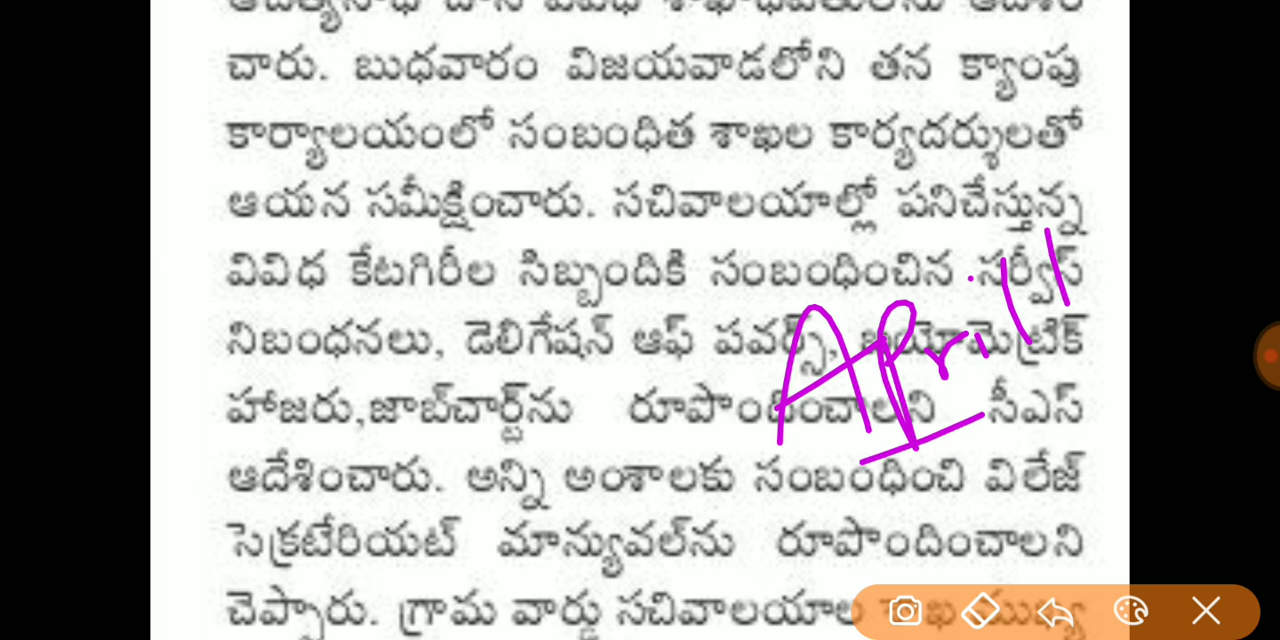 చారు. బుధవారం విజయవాడలోని తన క్యాంపు
కార్యాలయంలో సంబంధిత శాఖల కార్యదర్శులతో
ఆయన సమీక్షించారు. సచివాలయాల్లో పనిచేస్తున్న
వివిధ కేటగిరీల సిబ్బందికి సంబంధించిన సర్వీస్
నిబంధనలు, డెలిగేషన్ ఆఫ్ పవర్స్, బయోమెట్రిక్
హాజరు,జాబ్‌చార్ట్‌ను రూపొందించాలని సీఎస్
ఆదేశించారు. అన్ని అంశాలకు సంబంధించి విలేజ్
సెక్రటేరియట్ మాన్యువల్‌ను రూపొందించాలని
చెప్పారు. గ్రామ వార్డు సచివాలయాల
April